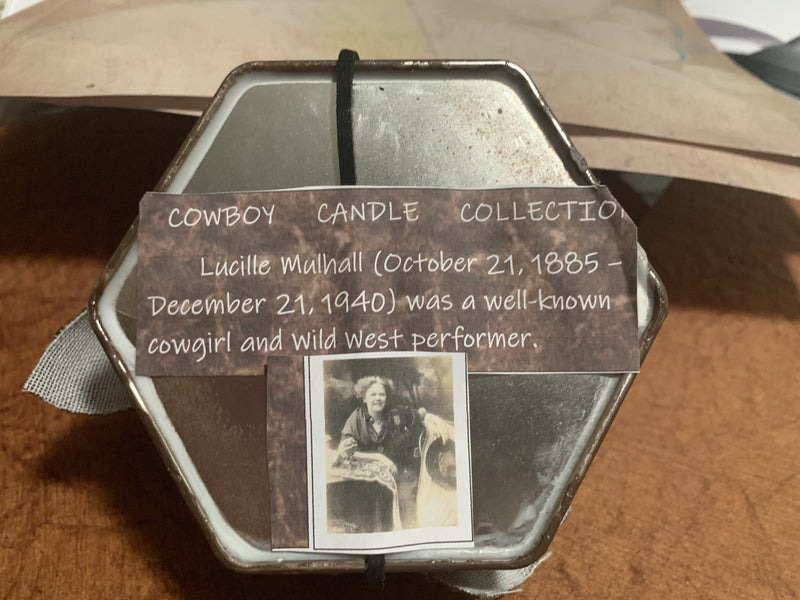 COWBOY CANDLE COLLECTIO
Lucille Mulhall (October 21, 1885 –
December 21, 1940) was a well-known
cowgirl and Wild West performer.